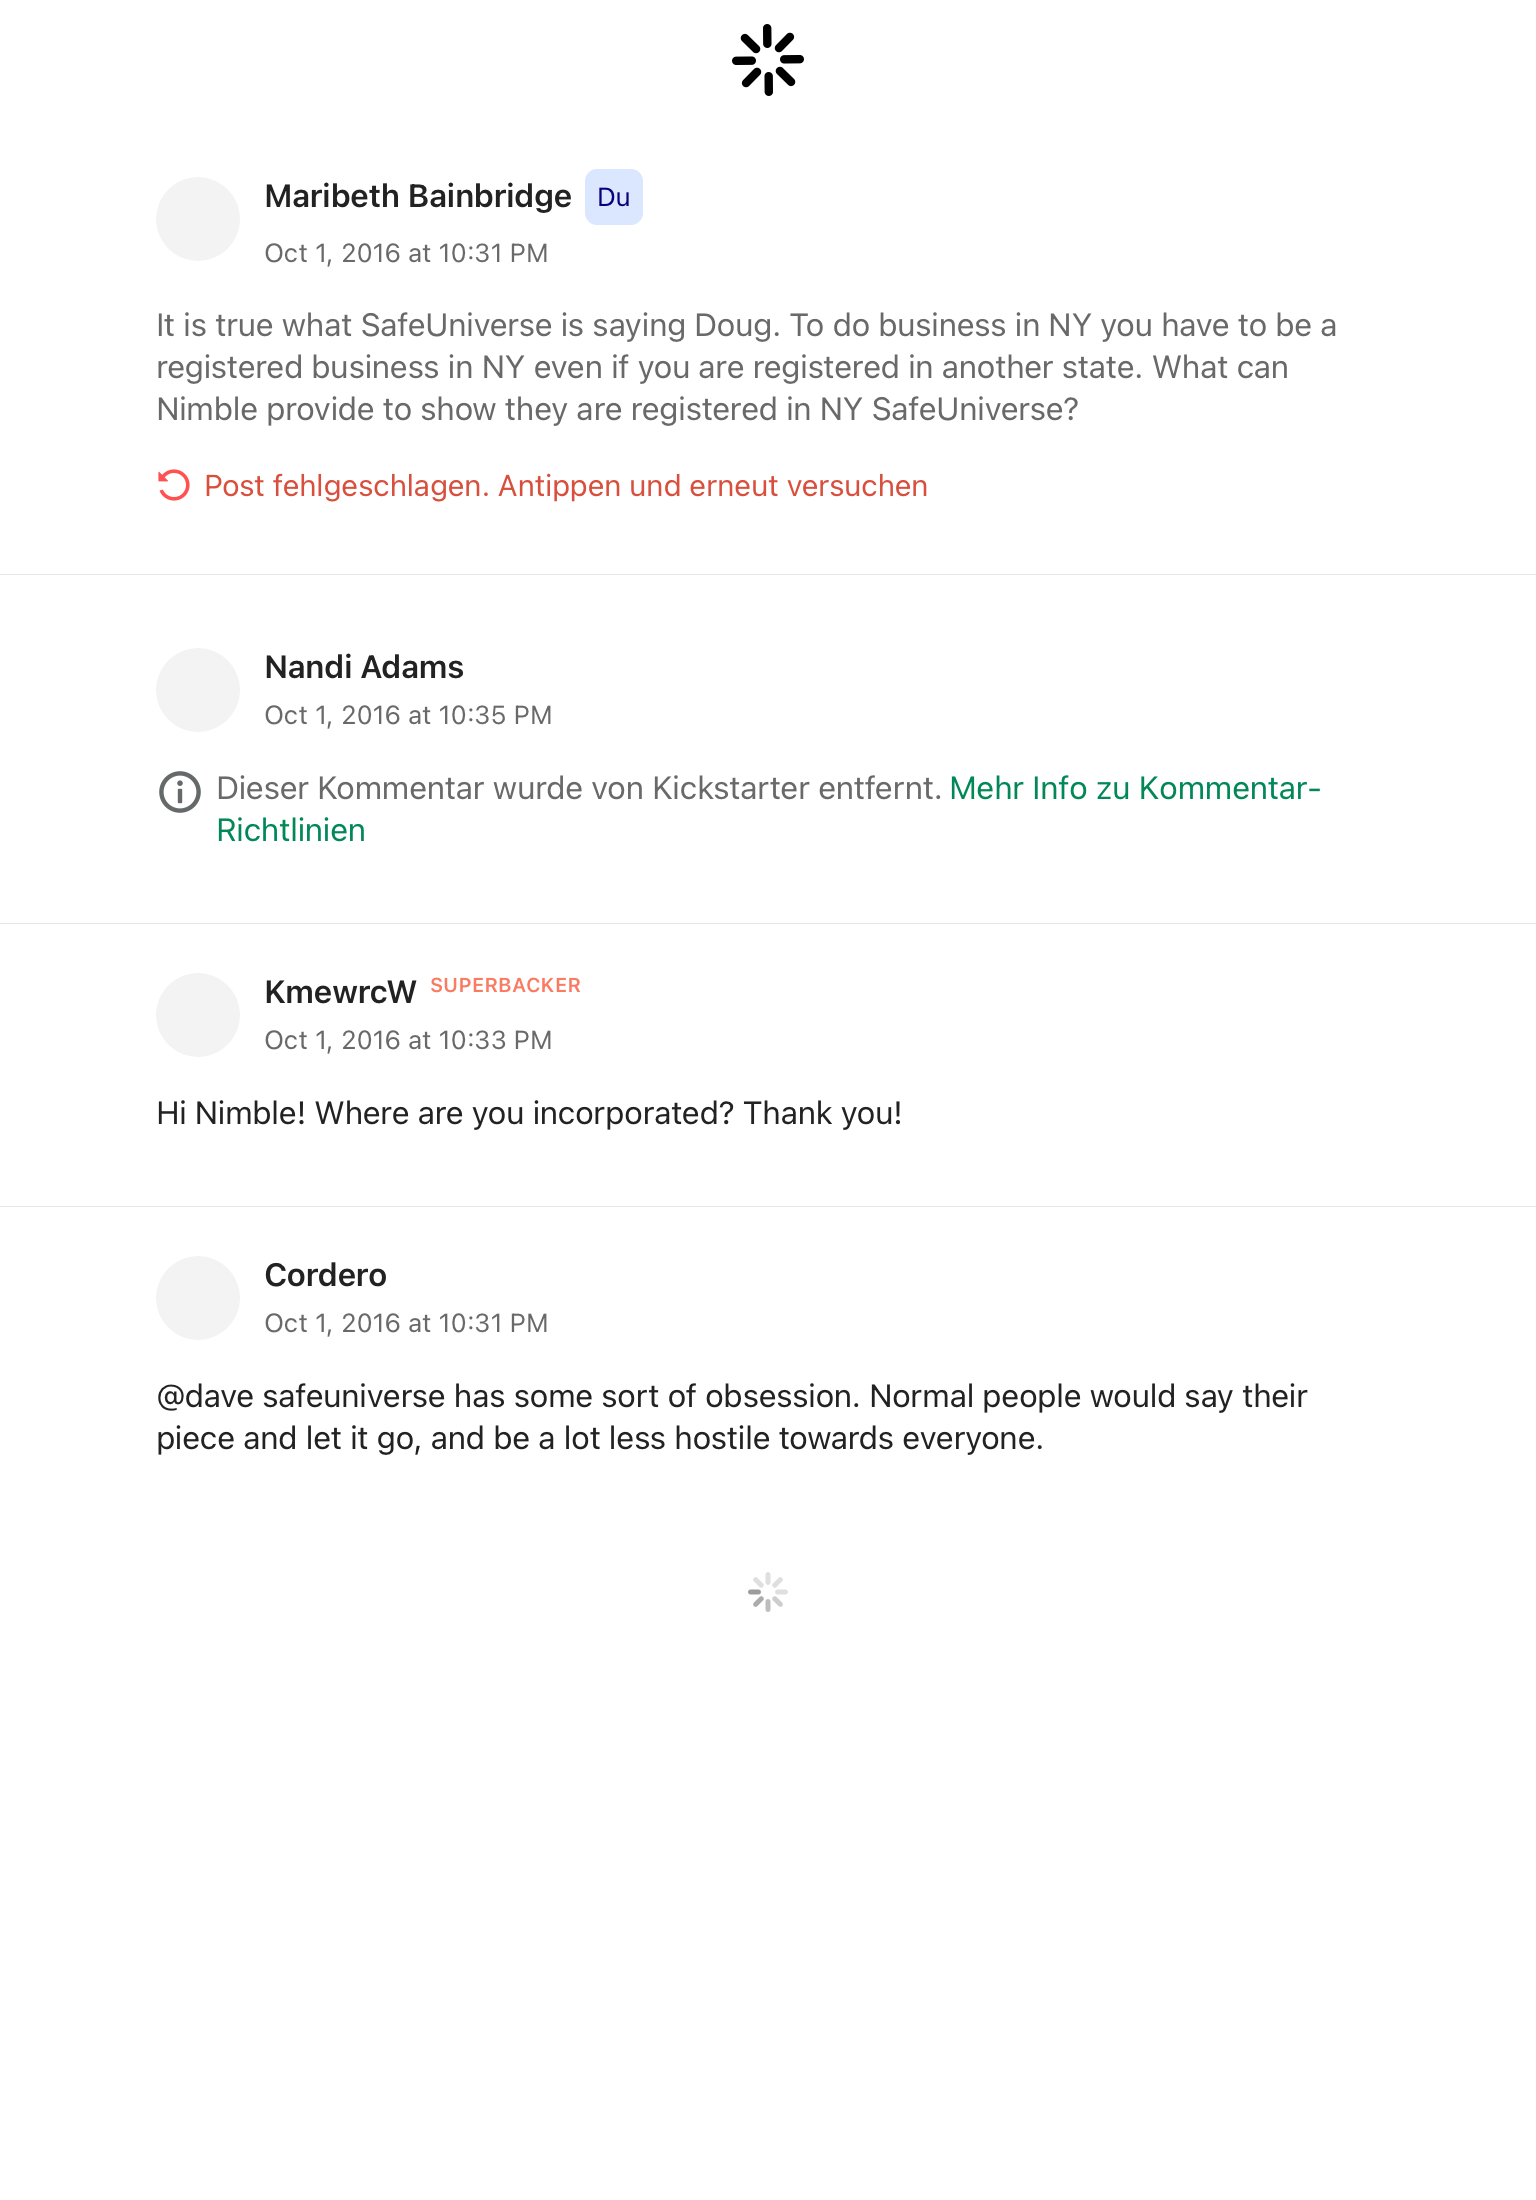 Maribeth Bainbridge Du
Oct 1, 2016 at 10:31 PM
It is true what SafeUniverse is saying Doug. To do business in NY you have to be a
registered business in NY even if you are registered in another state. What can
Nimble provide to show they are registered in NY SafeUniverse?
Post fehlgeschlagen. Antippen und erneut versuchen
Nandi Adams
Oct 1, 2016 at 10:35 PM
Dieser Kommentar wurde von Kickstarter entfernt. Mehr Info zu Kommentar-
Richtlinien
KmewrcW SUPERBACKER
Oct 1, 2016 at 10:33 PM
Hi Nimble! Where are you incorporated? Thank you!
Cordero
Oct 1, 2016 at 10:31 PM
@dave safeuniverse has some sort of obsession. Normal people would say their
piece and let it go, and be a lot less hostile towards everyone.